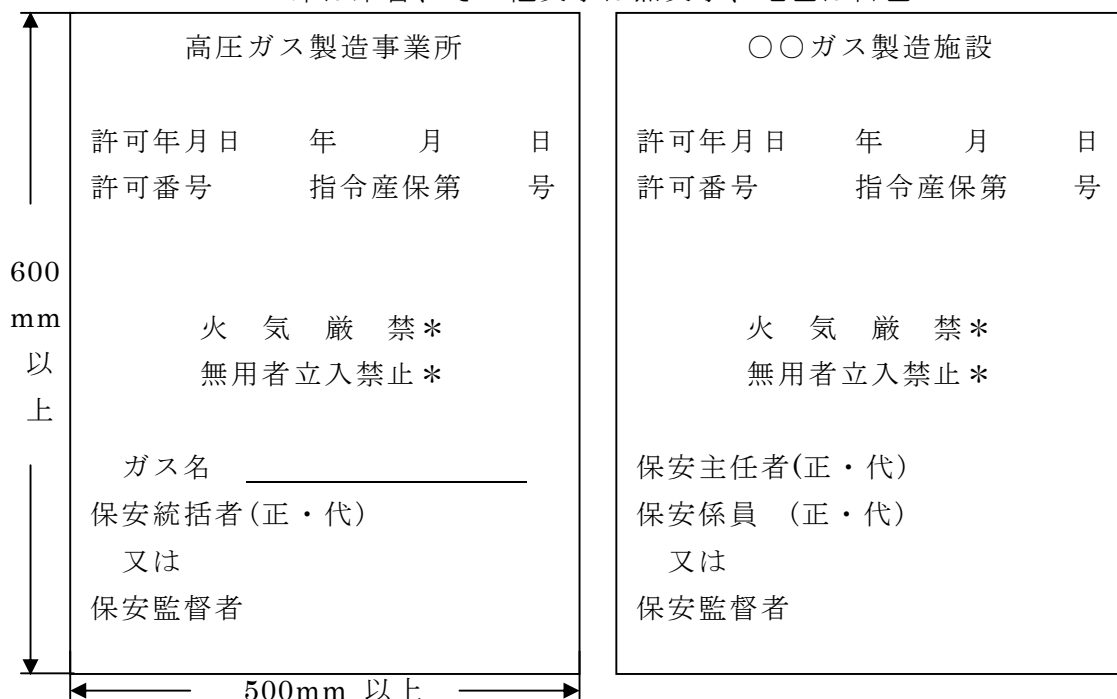 高圧ガス製造事業所
許可年月日 年 月 日
許可番号 指令産保第 号
火 気 厳 禁＊
無用者立入禁止＊
ガス名
保安統括者(正・代)
又は
保安監督者
〇〇ガス製造施設
許可年月日 年 月 日
許可番号 指令産保第 号
火 気 厳 禁＊
無用者立入禁止＊
保安主任者(正・代)
保安係員 (正・代)
又は
保安監督者
600
mm
以
上
500mm 以上